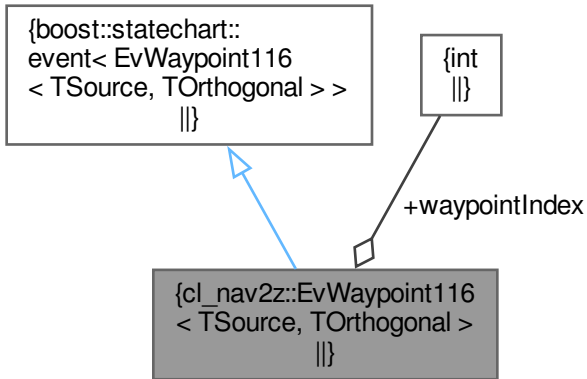 {boost::statechart::
event< EvWaypoint116
< TSource, TOrthogonal > >
||}
{int
||}
+waypointIndex
{cl_nav2z::EvWaypoint116
< TSource, TOrthogonal >
||}